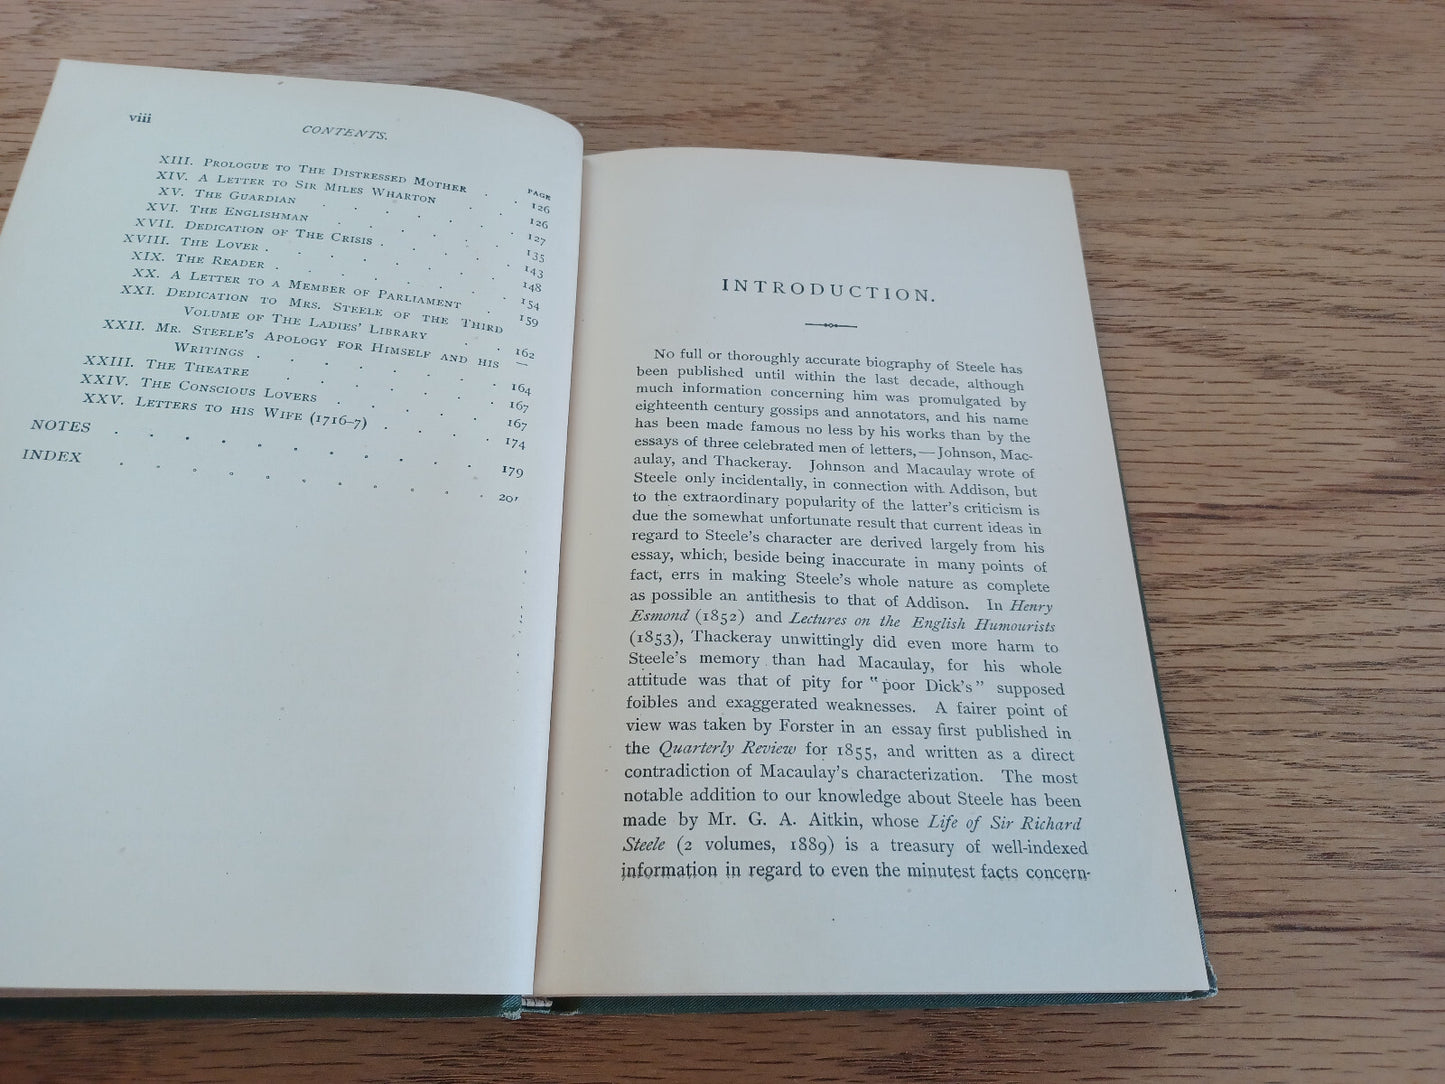 viii
CONTENTS.
PAGE
XIII. PROLOGUE TO THE DISTRESSED MOTHER . . 126
XIV. A LETTER TO SIR MILES WHARTON . . . 126
XV. THE GUARDIAN . . . . . . . 127
XVI. THE ENGLISHMAN . . . . . . 135
XVII. DEDICATION OF THE CRISIS . . . . . 143
XVIII. THE LOVER . . . . . . . . 148
XIX. THE READER . . . . . . . . 154
XX. A LETTER TO A MEMBER OF PARLIAMENT . . 159
XXI. DEDICATION TO MRS. STEELE OF THE THIRD
VOLUME OF THE LADIES' LIBRARY . . 162
XXII. MR. STEELE'S APOLOGY FOR HIMSELF AND HIS —
WRITINGS . . . . . . . . 164
XXIII. THE THEATRE . . . . . . . 167
XXIV. THE CONSCIOUS LOVERS . . . . . . 167
XXV. LETTERS TO HIS WIFE (1716–7) . . . . 174
NOTES . . . . . . . . . . . 179
INDEX . . . . . . . . . . . 201
INTRODUCTION.
No full or thoroughly accurate biography of Steele has
been published until within the last decade, although
much information concerning him was promulgated by
eighteenth century gossips and annotators, and his name
has been made famous no less by his works than by the
essays of three celebrated men of letters,—Johnson, Mac-
aulay, and Thackeray. Johnson and Macaulay wrote of
Steele only incidentally, in connection with Addison, but
to the extraordinary popularity of the latter's criticism is
due the somewhat unfortunate result that current ideas in
regard to Steele's character are derived largely from his
essay, which, beside being inaccurate in many points of
fact, errs in making Steele's whole nature as complete
as possible an antithesis to that of Addison. In Henry
Esmond (1852) and Lectures on the English Humourists
(1853), Thackeray unwittingly did even more harm to
Steele's memory than had Macaulay, for his whole
attitude was that of pity for "poor Dick's" supposed
foibles and exaggerated weaknesses. A fairer point of
view was taken by Forster in an essay first published in
the Quarterly Review for 1855, and written as a direct
contradiction of Macaulay's characterization. The most
notable addition to our knowledge about Steele has been
made by Mr. G. A. Aitkin, whose Life of Sir Richard
Steele (2 volumes, 1889) is a treasury of well-indexed
information in regard to even the minutest facts concern-